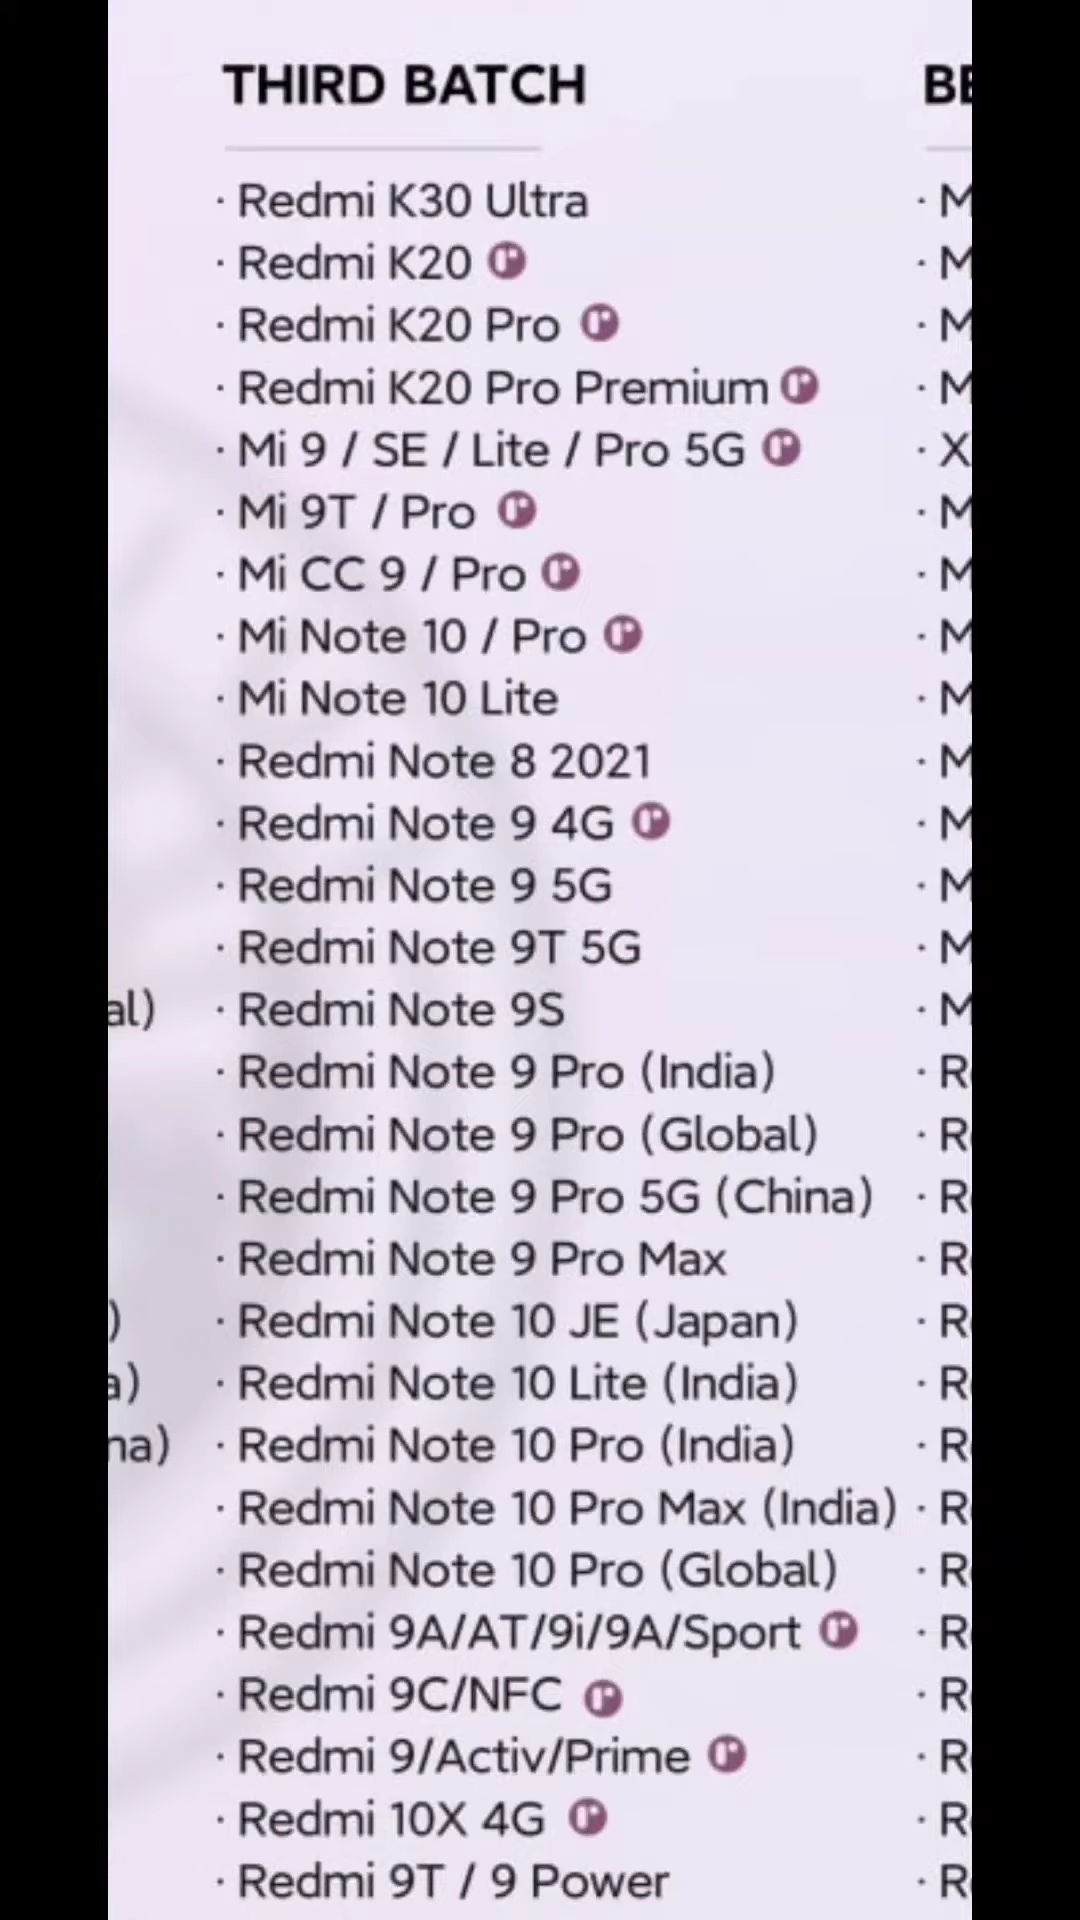 THIRD BATCH
· Redmi K30 Ultra
· Redmi K20
· Redmi K20 Pro
· Redmi K20 Pro Premium
· Mi 9 / SE / Lite / Pro 5G
· Mi 9T / Pro
· Mi CC 9 / Pro
· Mi Note 10 / Pro
· Mi Note 10 Lite
· Redmi Note 8 2021
· Redmi Note 9 4G
· Redmi Note 9 5G
· Redmi Note 9T 5G
· Redmi Note 9S
· Redmi Note 9 Pro (India)
· Redmi Note 9 Pro (Global)
· Redmi Note 9 Pro 5G (China)
· Redmi Note 9 Pro Max
· Redmi Note 10 JE (Japan)
· Redmi Note 10 Lite (India)
· Redmi Note 10 Pro (India)
· Redmi Note 10 Pro Max (India)
· Redmi Note 10 Pro (Global)
· Redmi 9A/AT/9i/9A/Sport
· Redmi 9C/NFC
· Redmi 9/Activ/Prime
· Redmi 10X 4G
· Redmi 9T / 9 Power